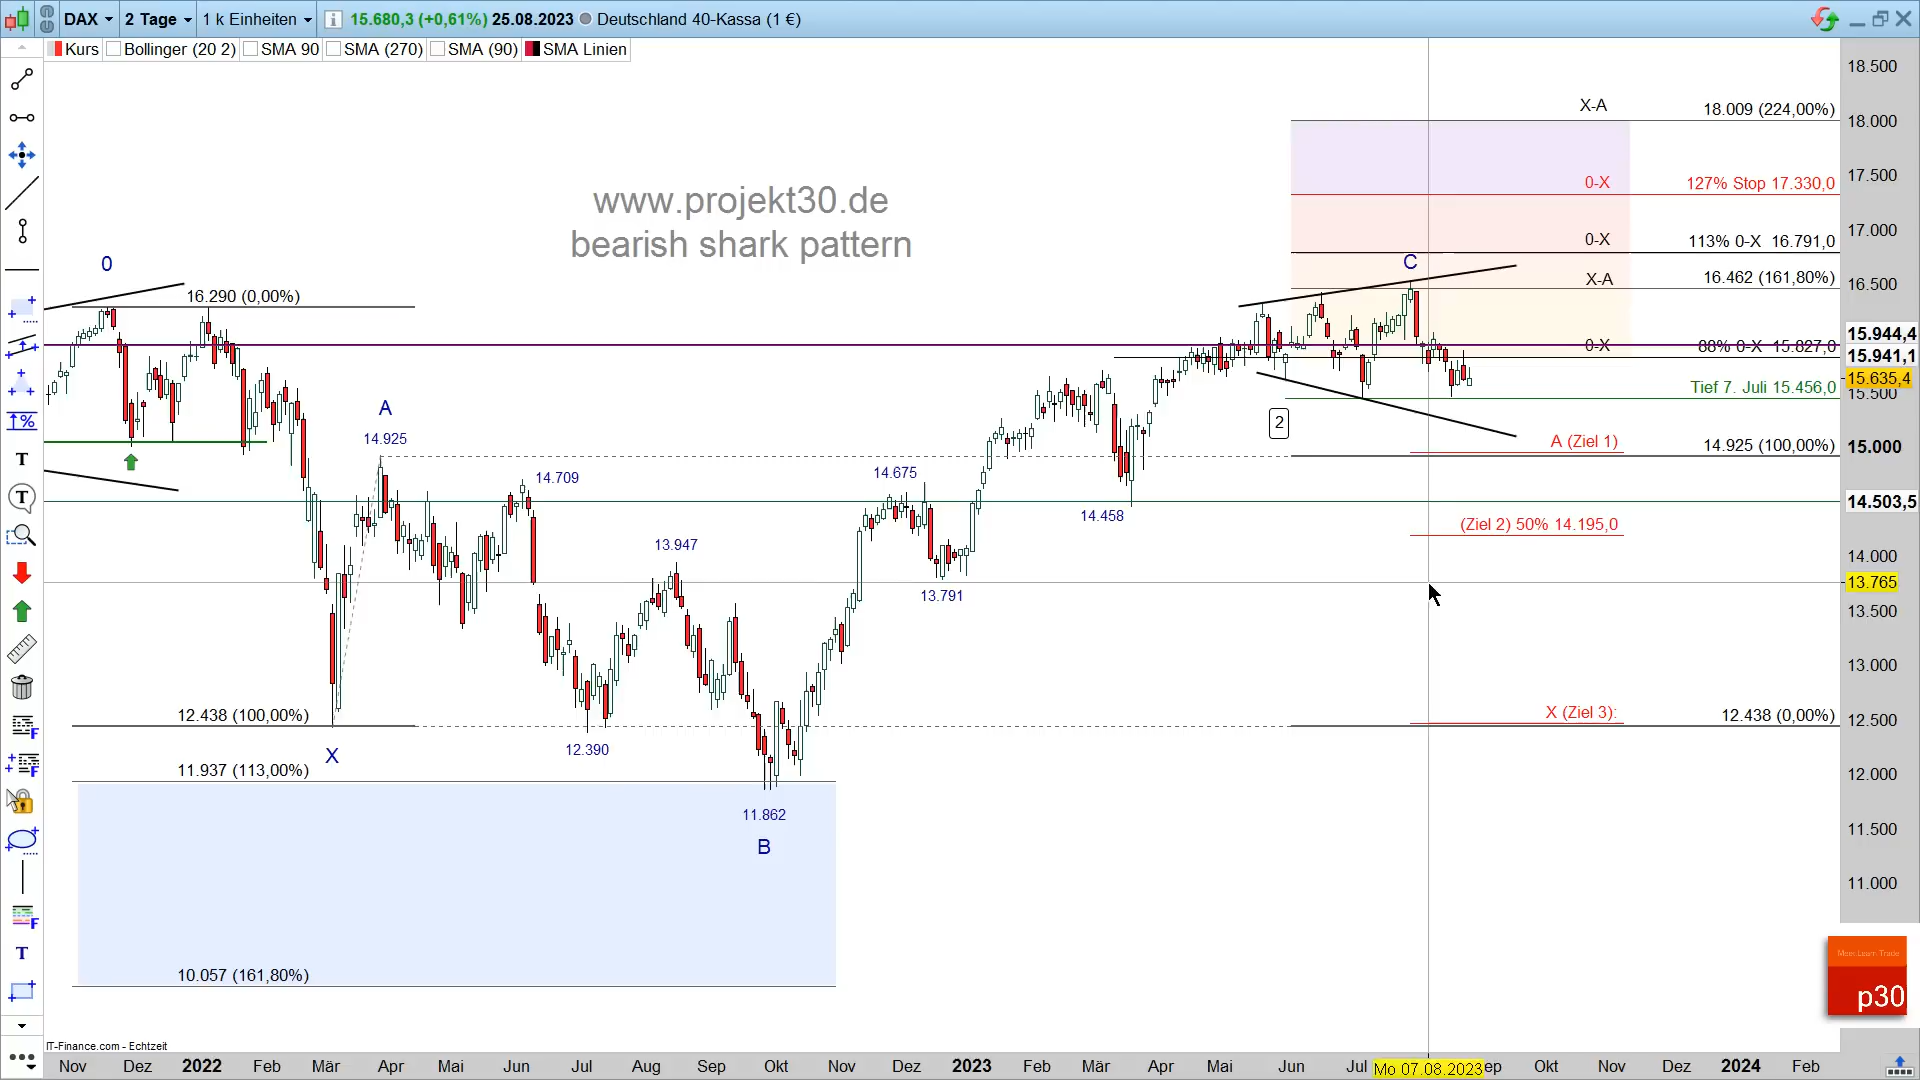 DAX 2 Tage 1 k Einheiten 15.680,3 (+0,61%) 25.08.2023 Deutschland 40-Kassa (1 €)
Kurs Bollinger (20 2) SMA 90 SMA (270) SMA (90) SMA Linien
www.projekt30.de
bearish shark pattern
18.500
X-A 18.009 (224,00%)
18.000
0-X 127% Stop 17.330,0
17.500
17.000
0-X 113% 0-X 16.791,0
0
C
X-A 16.462 (161,80%)
16.500
16.290 (0,00%)
15.944,4
0-X 88% 0-X 15.827,0
15.941,1
15.635,4
Tief 7. Juli 15.456,0
15.500
A
14.925
2
A (Ziel 1) 14.925 (100,00%)
15.000
14.709
14.675
14.503,5
14.458
(Ziel 2) 50% 14.195,0
13.947
14.000
13.765
13.791
13.500
13.000
12.438 (100,00%)
X (Ziel 3): 12.438 (0,00%)
12.500
X
12.390
11.937 (113,00%)
12.000
11.862
11.500
B
11.000
10.057 (161,80%)
Mein Learn Trade
p30
IT-Finance.com - Echtzeit
Nov Dez 2022 Feb Mär Apr Mai Jun Jul Aug Sep Okt Nov Dez 2023 Feb Mär Apr Mai Jun Jul Mo 07.08.2023 ep Okt Nov Dez 2024 Feb
T
T
%
F
F
F
T